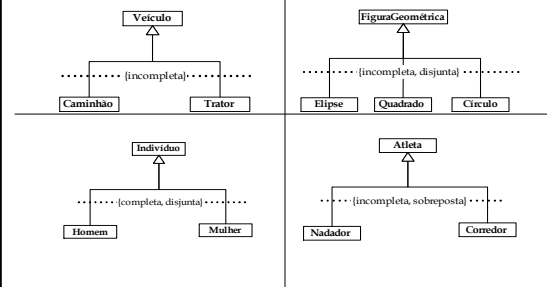 Veículo
{incompleta}
Caminhão
Trator
FiguraGeométrica
{incompleta, disjunta}
Elipse
Quadrado
Círculo
Indivíduo
{completa, disjunta}
Homem
Mulher
Atleta
{incompleta, sobreposta}
Nadador
Corredor